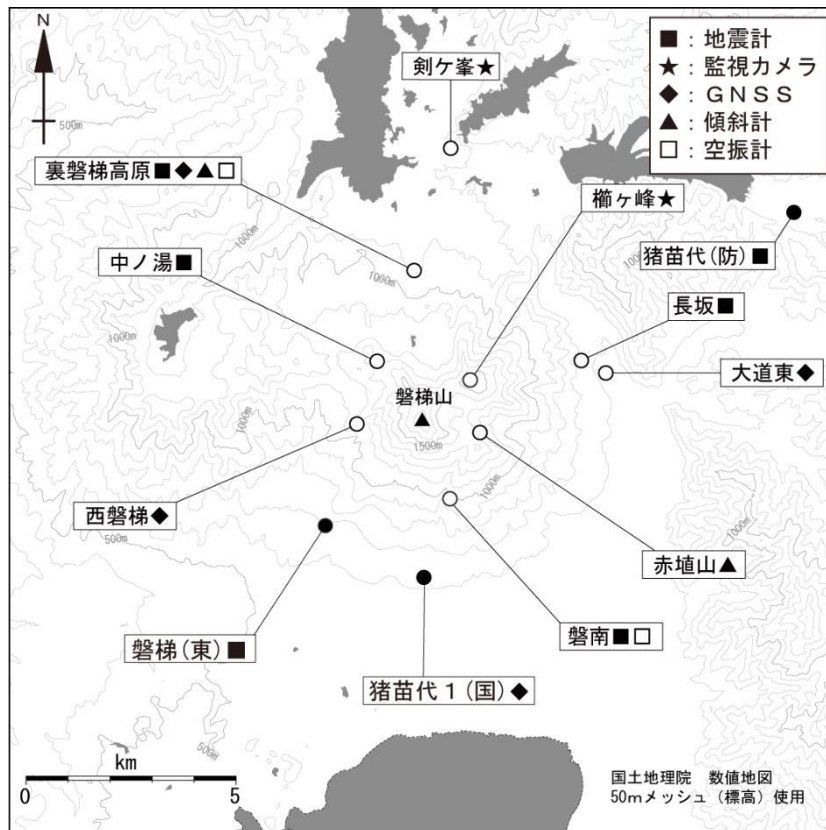 N
■：地震計
★：監視カメラ
◆：ＧＮＳＳ
▲：傾斜計
□：空振計
剣ケ峯★
500m
裏磐梯高原■◆▲□
櫛ヶ峰★
1000m
猪苗代(防)■
中ノ湯■
1000m
1000m
長坂■
1000m
大道東◆
磐梯山
▲
1000m
1500m
1000m
西磐梯◆
500m
赤埴山▲
1000m
磐梯(東)■
磐南■□
猪苗代１(国)◆
500m
km
0 5
国土地理院 数値地図
50mメッシュ（標高）使用